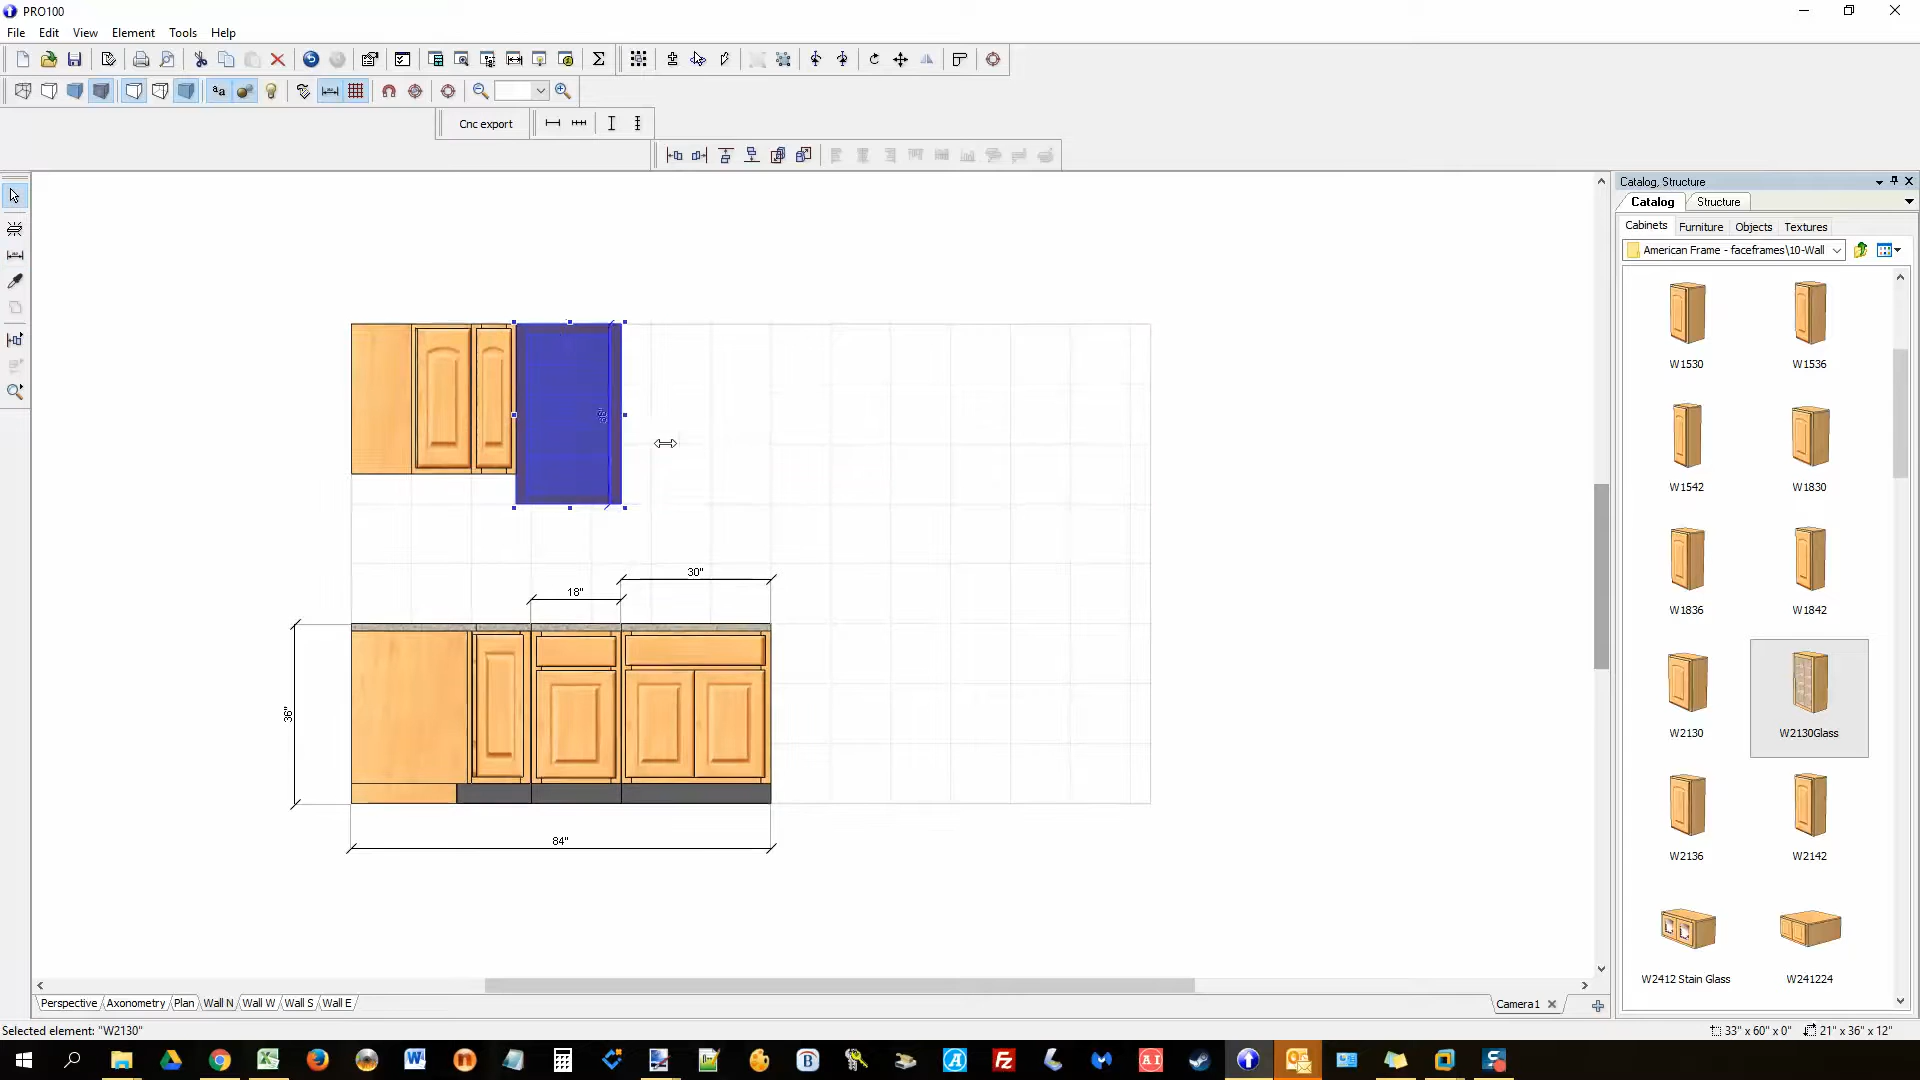 PRO100
File Edit View Element Tools Help
aa
Cnc export
Catalog, Structure
Catalog Structure
Cabinets Furniture Objects Textures
American Frame - faceframes\10-Wall
W1530 W1536
W1542 W1830
W1836 W1842
W2130 W2130Glass
W2136 W2142
W2412 Stain Glass W241224
30"
18"
36"
84"
Perspective Axonometry Plan Wall N Wall W Wall S Wall E
Camera1
Selected element: "W2130"
33" x 60" x 0" 21" x 36" x 12"